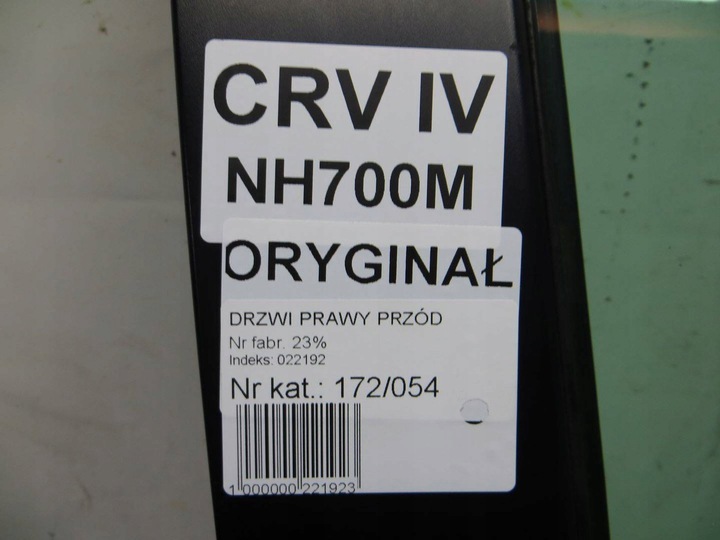 CRV IV
NH700M
ORYGINAŁ
DRZWI PRAWY PRZÓD
Nr fabr. 23%
Indeks: 022192
Nr kat.: 172/054
1 000000 221923